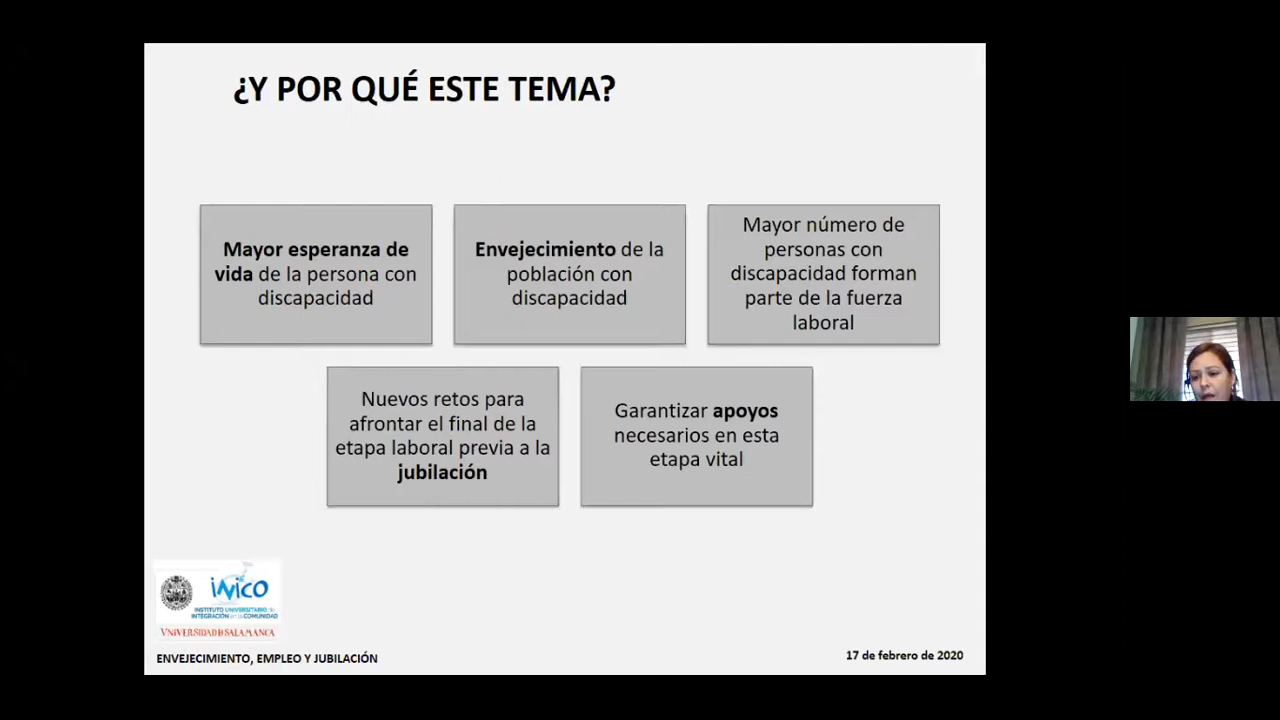 ¿Y POR QUÉ ESTE TEMA?
Mayor esperanza de
vida de la persona con
discapacidad
Envejecimiento de la
población con
discapacidad
Mayor número de
personas con
discapacidad forman
parte de la fuerza
laboral
Nuevos retos para
afrontar el final de la
etapa laboral previa a la
jubilación
Garantizar apoyos
necesarios en esta
etapa vital
iNiCO
INSTITUTO UNIVERSITARIO de
INTEGRACIÓN en la COMUNIDAD
VNiVERSiDAD D SALAMANCA
ENVEJECIMIENTO, EMPLEO Y JUBILACIÓN
17 de febrero de 2020